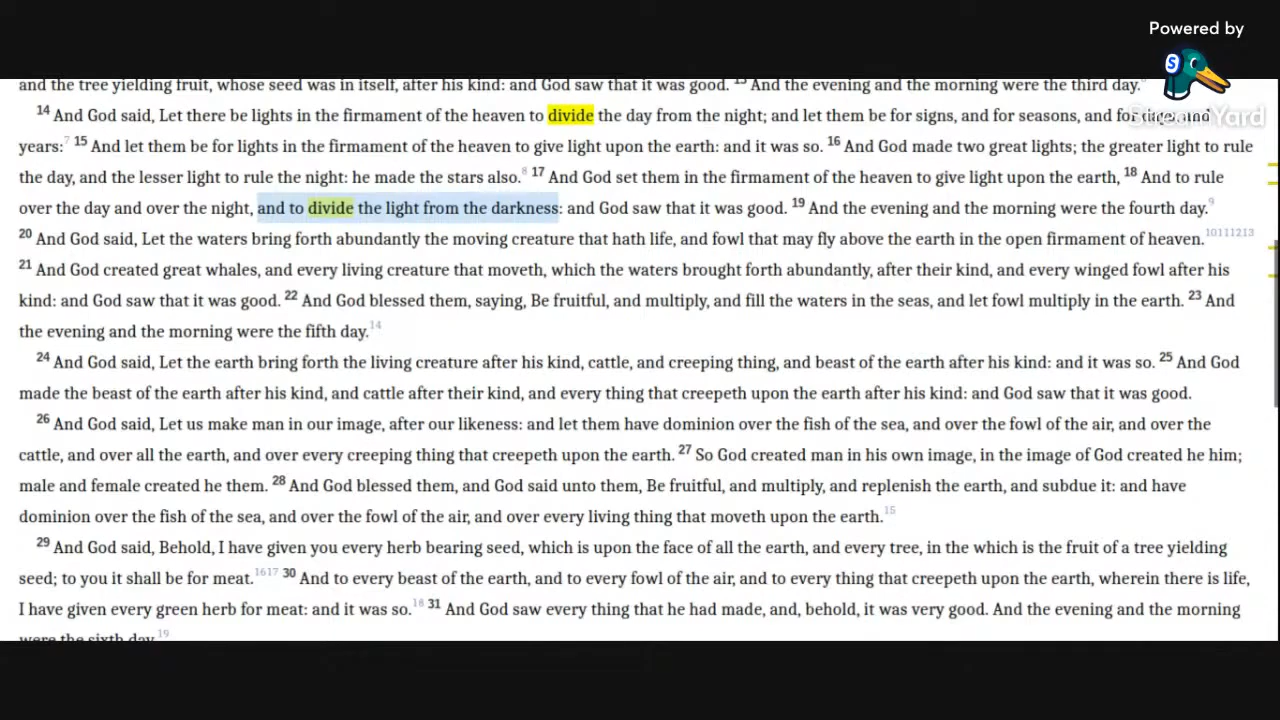 Powered by
StreamYard
and the tree yielding fruit, whose seed was in itself, after his kind: and God saw that it was good. 13 And the evening and the morning were the third day.
14 And God said, Let there be lights in the firmament of the heaven to divide the day from the night; and let them be for signs, and for seasons, and for days, and
years:7 15 And let them be for lights in the firmament of the heaven to give light upon the earth: and it was so. 16 And God made two great lights; the greater light to rule
the day, and the lesser light to rule the night: he made the stars also.8 17 And God set them in the firmament of the heaven to give light upon the earth, 18 And to rule
over the day and over the night, and to divide the light from the darkness: and God saw that it was good. 19 And the evening and the morning were the fourth day.9
20 And God said, Let the waters bring forth abundantly the moving creature that hath life, and fowl that may fly above the earth in the open firmament of heaven.10111213
21 And God created great whales, and every living creature that moveth, which the waters brought forth abundantly, after their kind, and every winged fowl after his
kind: and God saw that it was good. 22 And God blessed them, saying, Be fruitful, and multiply, and fill the waters in the seas, and let fowl multiply in the earth. 23 And
the evening and the morning were the fifth day.14
24 And God said, Let the earth bring forth the living creature after his kind, cattle, and creeping thing, and beast of the earth after his kind: and it was so. 25 And God
made the beast of the earth after his kind, and cattle after their kind, and every thing that creepeth upon the earth after his kind: and God saw that it was good.
26 And God said, Let us make man in our image, after our likeness: and let them have dominion over the fish of the sea, and over the fowl of the air, and over the
cattle, and over all the earth, and over every creeping thing that creepeth upon the earth. 27 So God created man in his own image, in the image of God created he him;
male and female created he them. 28 And God blessed them, and God said unto them, Be fruitful, and multiply, and replenish the earth, and subdue it: and have
dominion over the fish of the sea, and over the fowl of the air, and over every living thing that moveth upon the earth.15
29 And God said, Behold, I have given you every herb bearing seed, which is upon the face of all the earth, and every tree, in the which is the fruit of a tree yielding
seed; to you it shall be for meat.1617 30 And to every beast of the earth, and to every fowl of the air, and to every thing that creepeth upon the earth, wherein there is life,
I have given every green herb for meat: and it was so.18 31 And God saw every thing that he had made, and, behold, it was very good. And the evening and the morning
were the sixth day.19